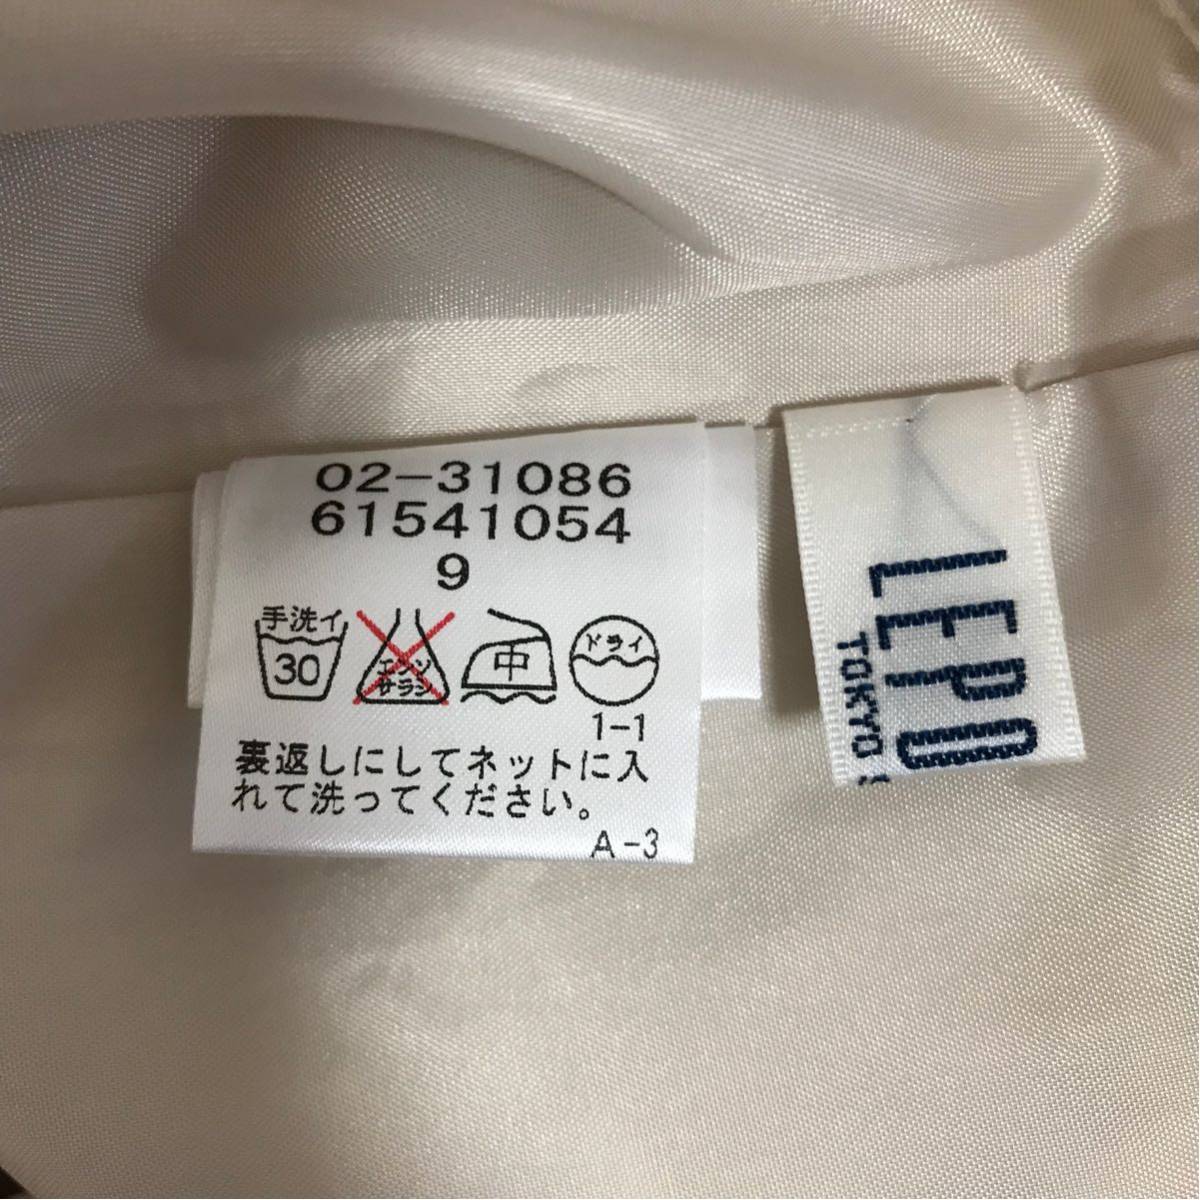 02-31086
61541054
9
手洗イ
30
エンソ
サラシ
中
ドライ
1-1
裏返しにしてネットに入
れて洗ってください。
A-3
LEPO
TOKYO